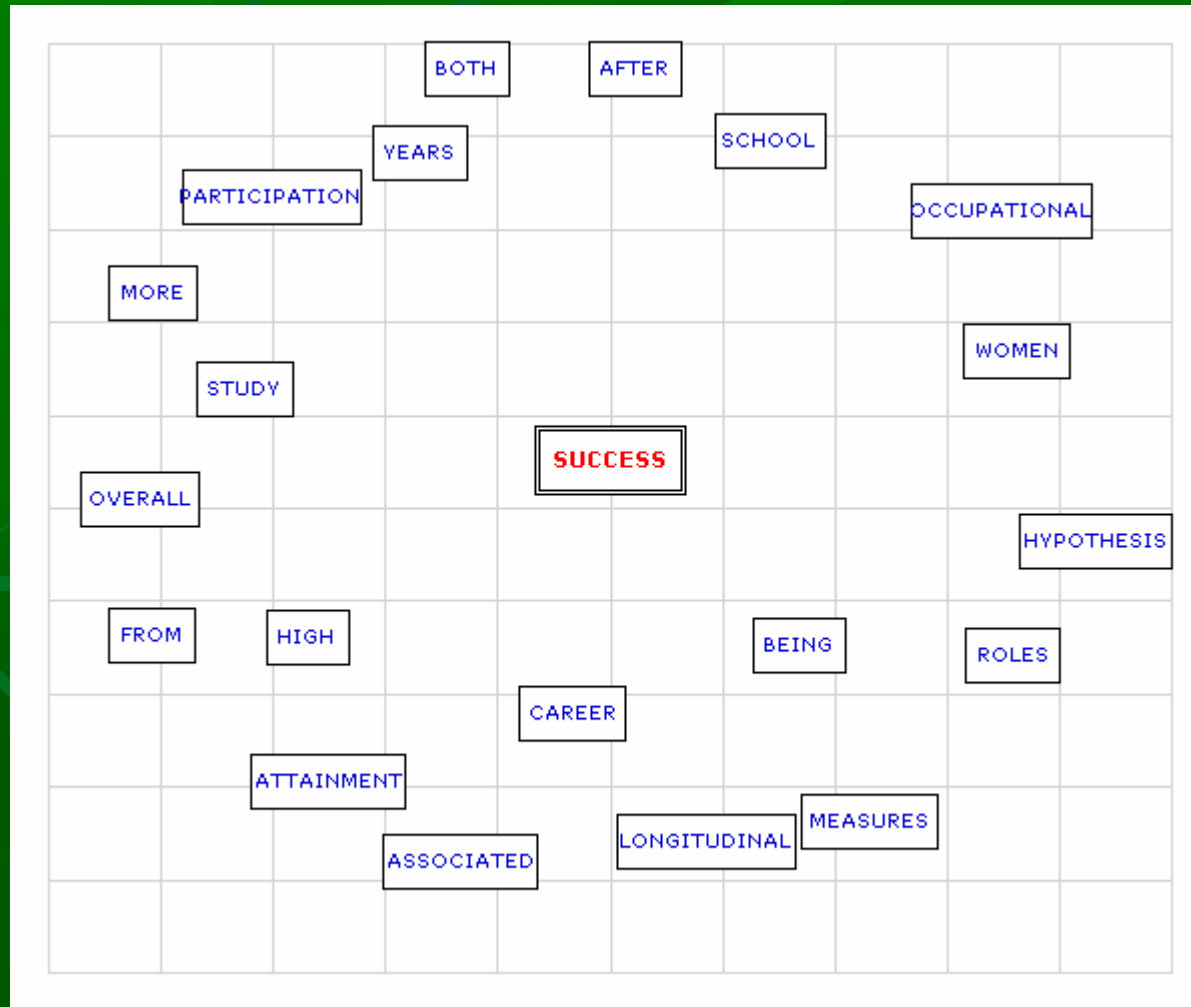 BOTH
AFTER
SCHOOL
YEARS
PARTICIPATION
OCCUPATIONAL
MORE
WOMEN
STUDY
SUCCESS
OVERALL
HYPOTHESIS
FROM
HIGH
BEING
ROLES
CAREER
ATTAINMENT
MEASURES
LONGITUDINAL
ASSOCIATED